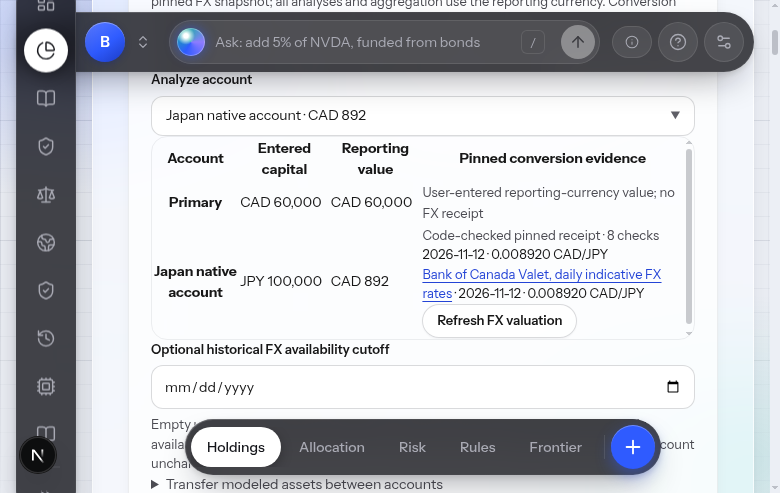 pinned FX snapshot; all analyses and aggregation use the reporting currency. Conversion
B
Ask: add 5% of NVDA, funded from bonds
/
Analyze account
Japan native account · CAD 892
Account
Entered capital
Reporting value
Pinned conversion evidence
Primary
CAD 60,000
CAD 60,000
User-entered reporting-currency value; no
FX receipt
Japan native
account
JPY 100,000
CAD 892
Code-checked pinned receipt · 8 checks
2026-11-12 · 0.008920 CAD/JPY
Bank of Canada Valet, daily indicative FX
rates · 2026-11-12 · 0.008920 CAD/JPY
Refresh FX valuation
Optional historical FX availability cutoff
mm/dd/yyyy
Empty
Holdings
Allocation
Risk
Rules
Frontier
+
N
Transfer modeled assets between accounts